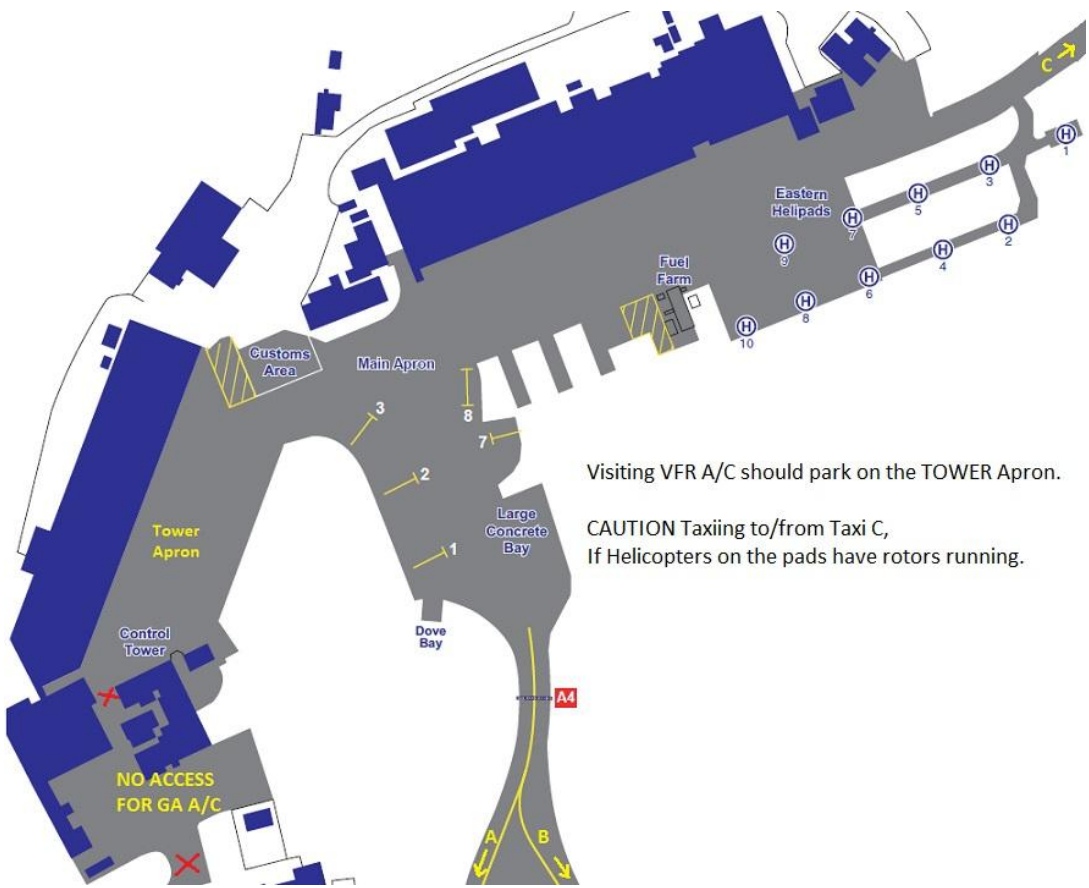 C
H
1
H
3
Eastern
Helipads
H
5
H
7
H
2
H
9
H
4
Fuel
Farm
H
6
H
8
H
10
Customs
Area
Main Apron
3
8
7
2
Visiting VFR A/C should park on the TOWER Apron.
CAUTION Taxiing to/from Taxi C,
If Helicopters on the pads have rotors running.
Large
Concrete
Bay
Tower
Apron
1
Control
Tower
Dove
Bay
A4
NO ACCESS
FOR GA A/C
A
B